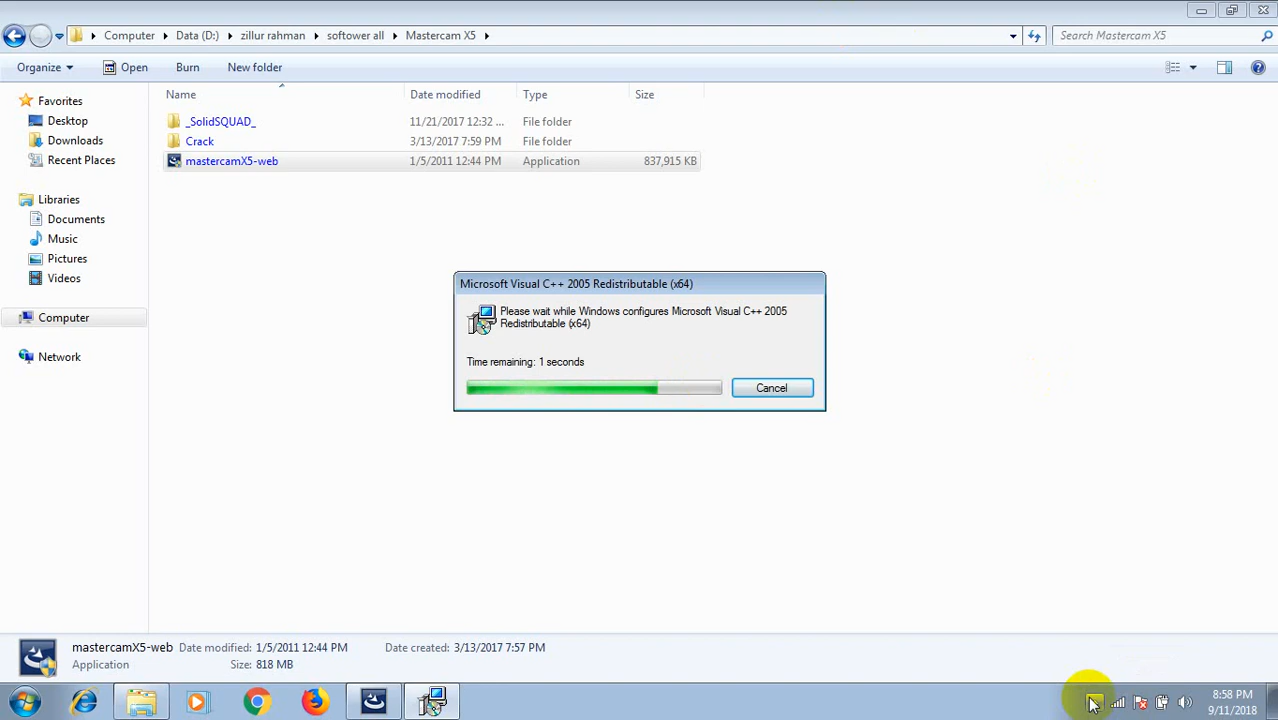 Computer Data (D:) zillur rahman softower all Mastercam X5
Search Mastercam X5
Organize Open Burn New folder
Favorites
Desktop
Downloads
Recent Places
Libraries
Documents
Music
Pictures
Videos
Computer
Network
Name Date modified Type Size
_SolidSQUAD_ 11/21/2017 12:32 ... File folder
Crack 3/13/2017 7:59 PM File folder
mastercamX5-web 1/5/2011 12:44 PM Application 837,915 KB
Microsoft Visual C++ 2005 Redistributable (x64)
Please wait while Windows configures Microsoft Visual C++ 2005
Redistributable (x64)
Time remaining: 1 seconds
Cancel
mastercamX5-web Date modified: 1/5/2011 12:44 PM Date created: 3/13/2017 7:57 PM
Application Size: 818 MB
8:58 PM
9/11/2018